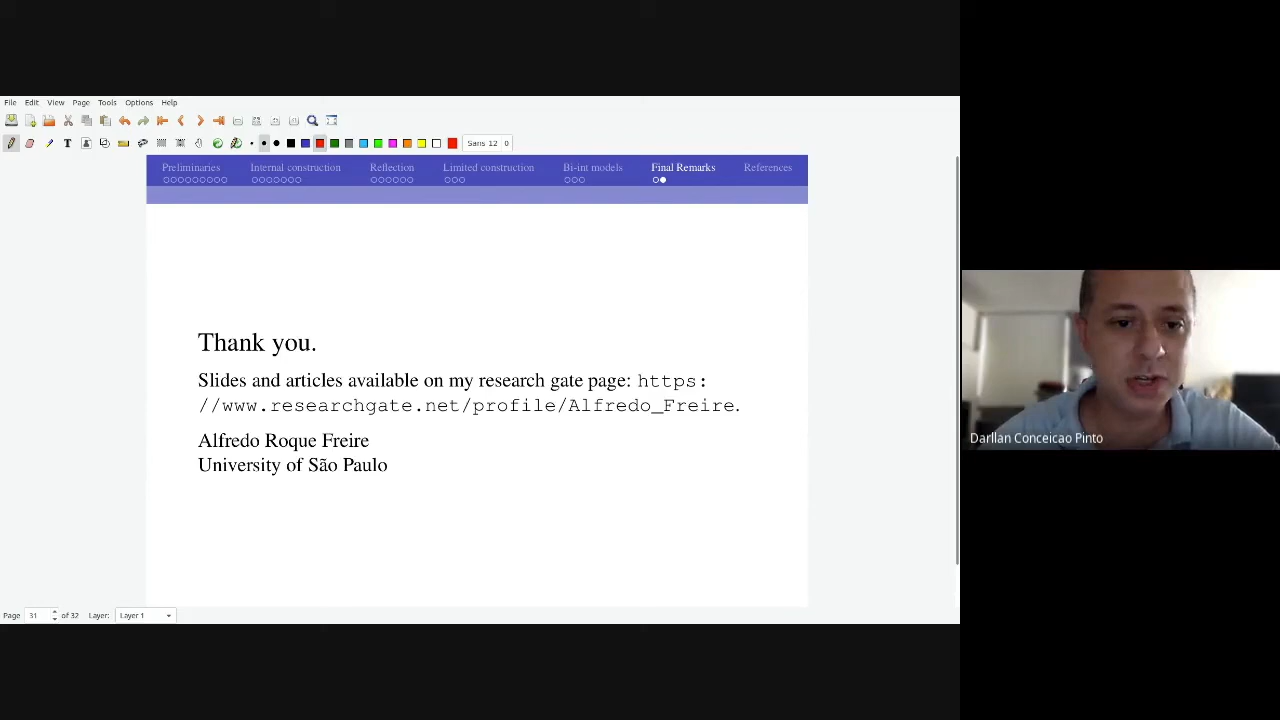 File Edit View Page Tools Options Help
Sans 12 0
Preliminaries Internal construction Reflection Limited construction Bi-int models Final Remarks References
Thank you.
Slides and articles available on my research gate page: https:
//www.researchgate.net/profile/Alfredo_Freire.
Alfredo Roque Freire
University of São Paulo
Darllan Conceicao Pinto
Page 31 of 32 Layer: Layer 1